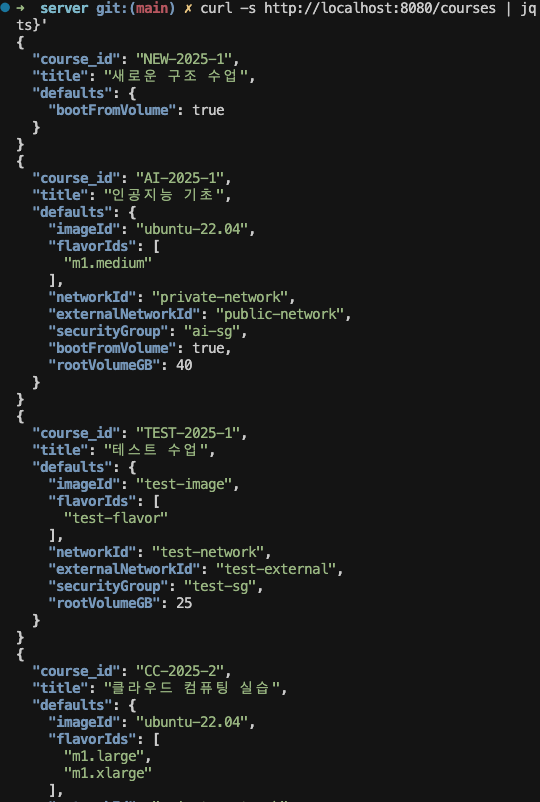 ➜  server git:(main) ✗ curl -s http://localhost:8080/courses | jq
ts}'
{
  "course_id": "NEW-2025-1",
  "title": "새로운 구조 수업",
  "defaults": {
    "bootFromVolume": true
  }
}
{
  "course_id": "AI-2025-1",
  "title": "인공지능 기초",
  "defaults": {
    "imageId": "ubuntu-22.04",
    "flavorIds": [
      "m1.medium"
    ],
    "networkId": "private-network",
    "externalNetworkId": "public-network",
    "securityGroup": "ai-sg",
    "bootFromVolume": true,
    "rootVolumeGB": 40
  }
}
{
  "course_id": "TEST-2025-1",
  "title": "테스트 수업",
  "defaults": {
    "imageId": "test-image",
    "flavorIds": [
      "test-flavor"
    ],
    "networkId": "test-network",
    "externalNetworkId": "test-external",
    "securityGroup": "test-sg",
    "rootVolumeGB": 25
  }
}
{
  "course_id": "CC-2025-2",
  "title": "클라우드 컴퓨팅 실습",
  "defaults": {
    "imageId": "ubuntu-22.04",
    "flavorIds": [
      "m1.large",
      "m1.xlarge"
    ],